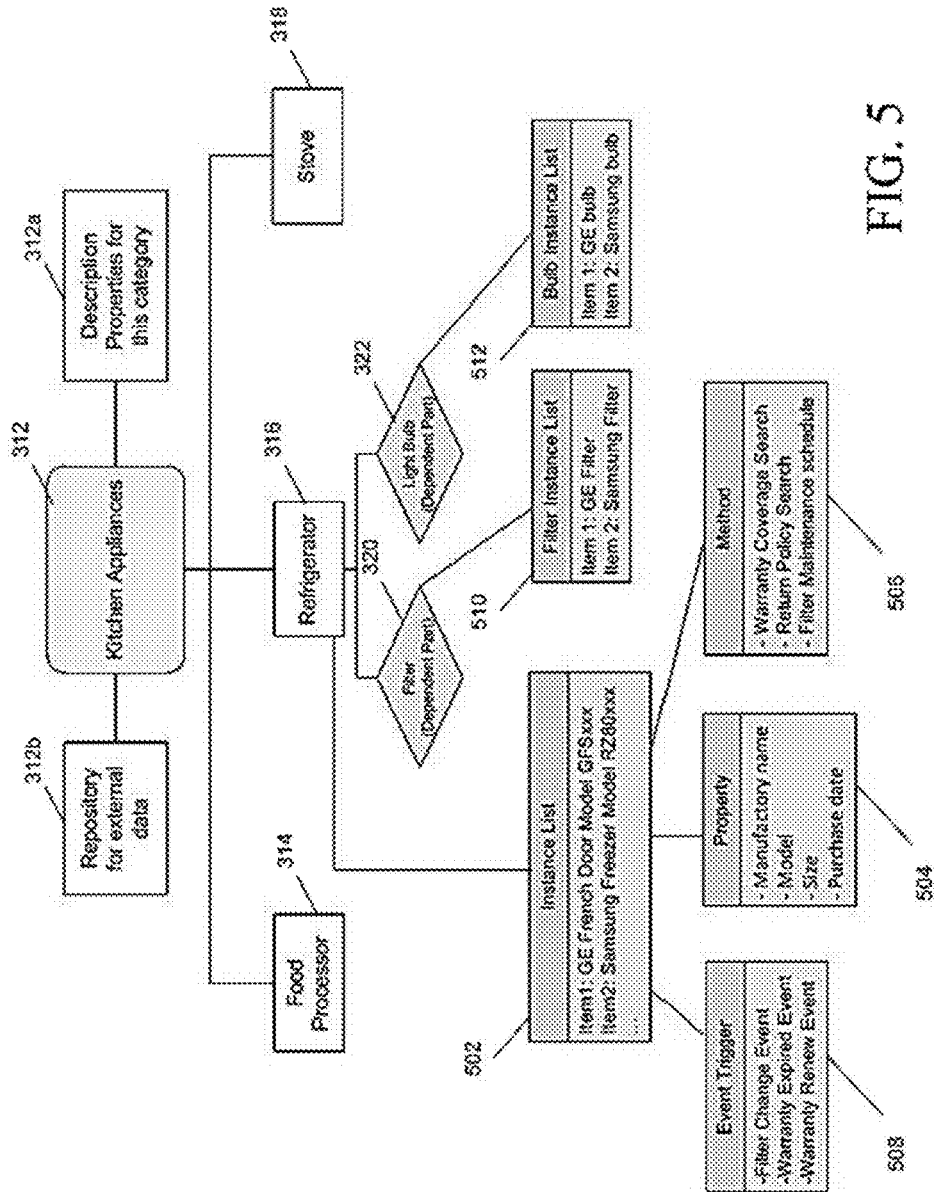 312b
Repository
for external
data
312
Kitchen Appliances
312a
Description
Properties for
this category
314
Food
Processor
316
Refrigerator
318
Stove
320
Filter
(Dependent Part)
322
Light Bulb
(Dependent Part)
502
Instance List
Item1: GE French Door Model GFSxxx
Item2: Samsung Freezer Model RZ80xxx
...
510
Filter Instance List
Item 1: GE Filter
Item 2: Samsung Filter
512
Bulb Instance List
Item 1: GE bulb
Item 2: Samsung bulb
Event Trigger
-Filter Change Event
-Warranty Expired Event
-Warranty Renew Event
508
Property
- Manufactory name
- Model
- Size
- Purchase date
504
Method
- Warranty Coverage Search
- Return Policy Search
- Filter Maintenance schedule
506
FIG. 5